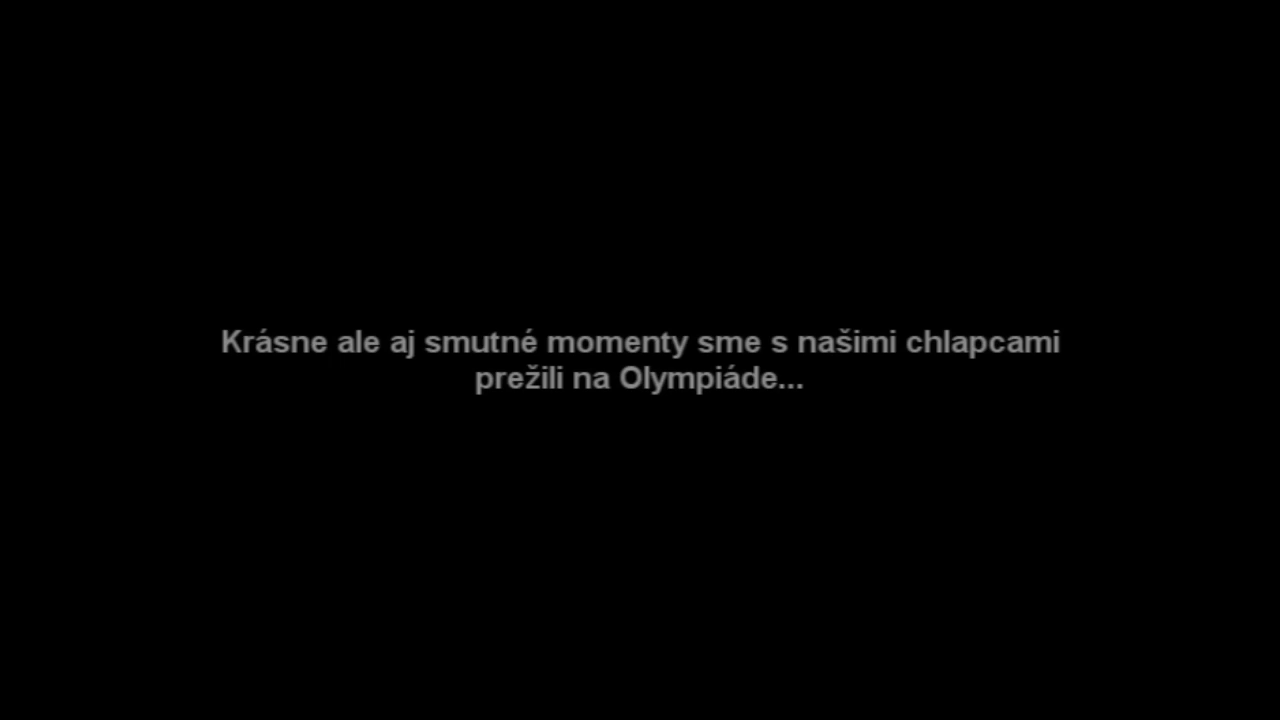 Krásne ale aj smutné momenty sme s našimi chlapcami
prežili na Olympiáde...